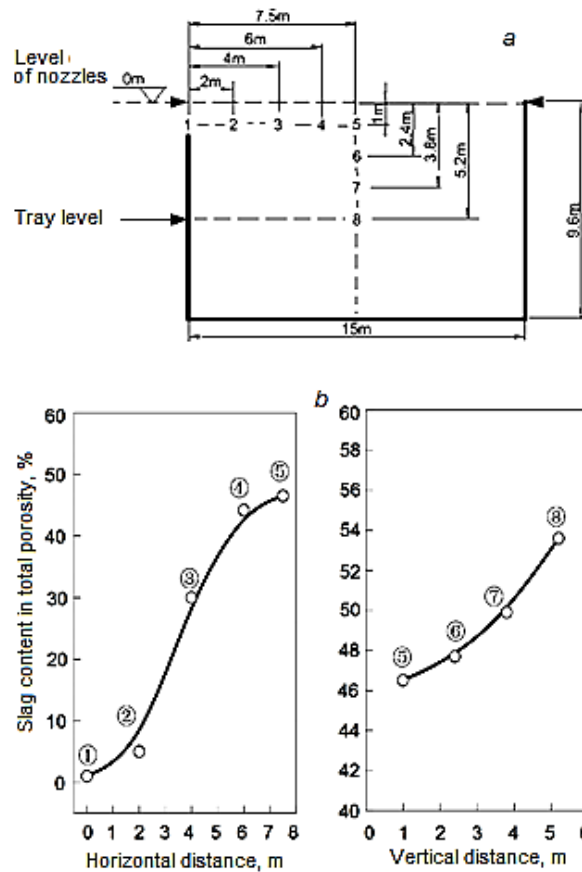 7.5m
a
6m
Level
of nozzles
4m
0m
2m
1m
1 2 3 4 5
2.4m
3.8m
5.2m
6
7
Tray level
8
9.6m
15m
b
60
50
40
30
20
10
0
Slag content in total porosity, %
①
②
③
④
⑤
0 1 2 3 4 5 6 7 8
Horizontal distance, m
60
58
56
54
52
50
48
46
44
42
40
⑤
⑥
⑦
⑧
0 1 2 3 4 5 6
Vertical distance, m